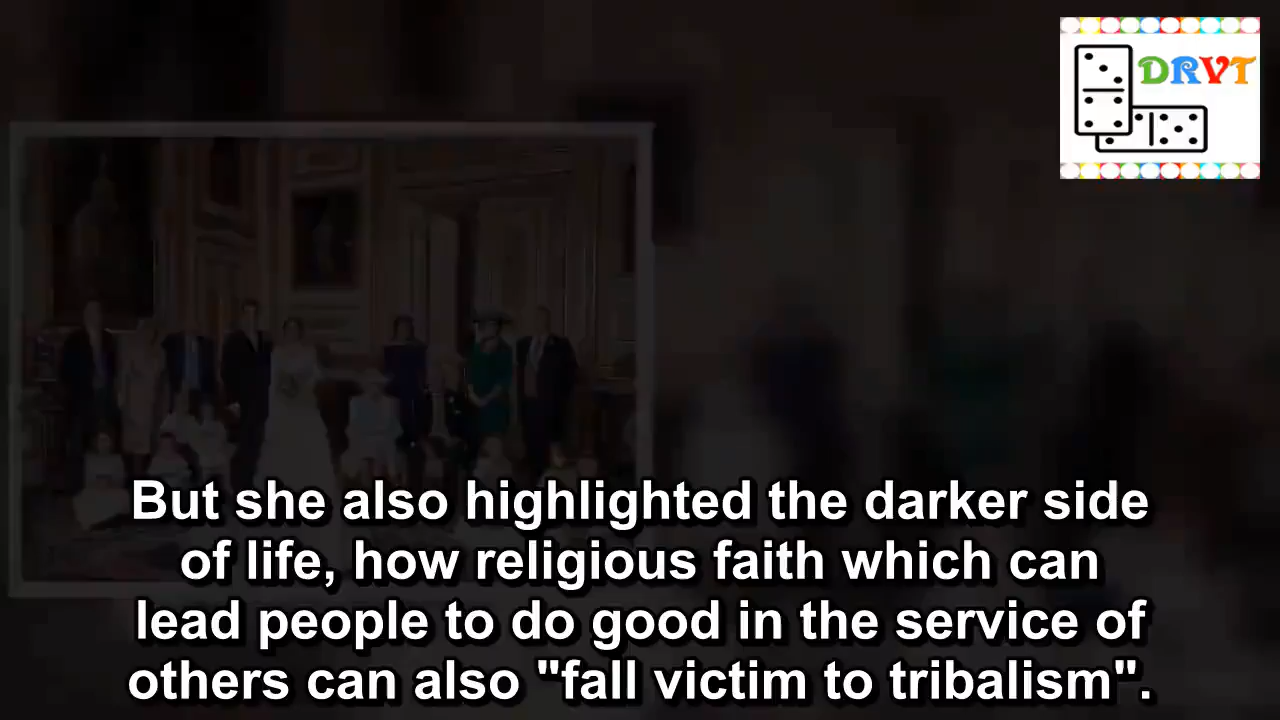 DRVT
But she also highlighted the darker side
of life, how religious faith which can
lead people to do good in the service of
others can also "fall victim to tribalism".